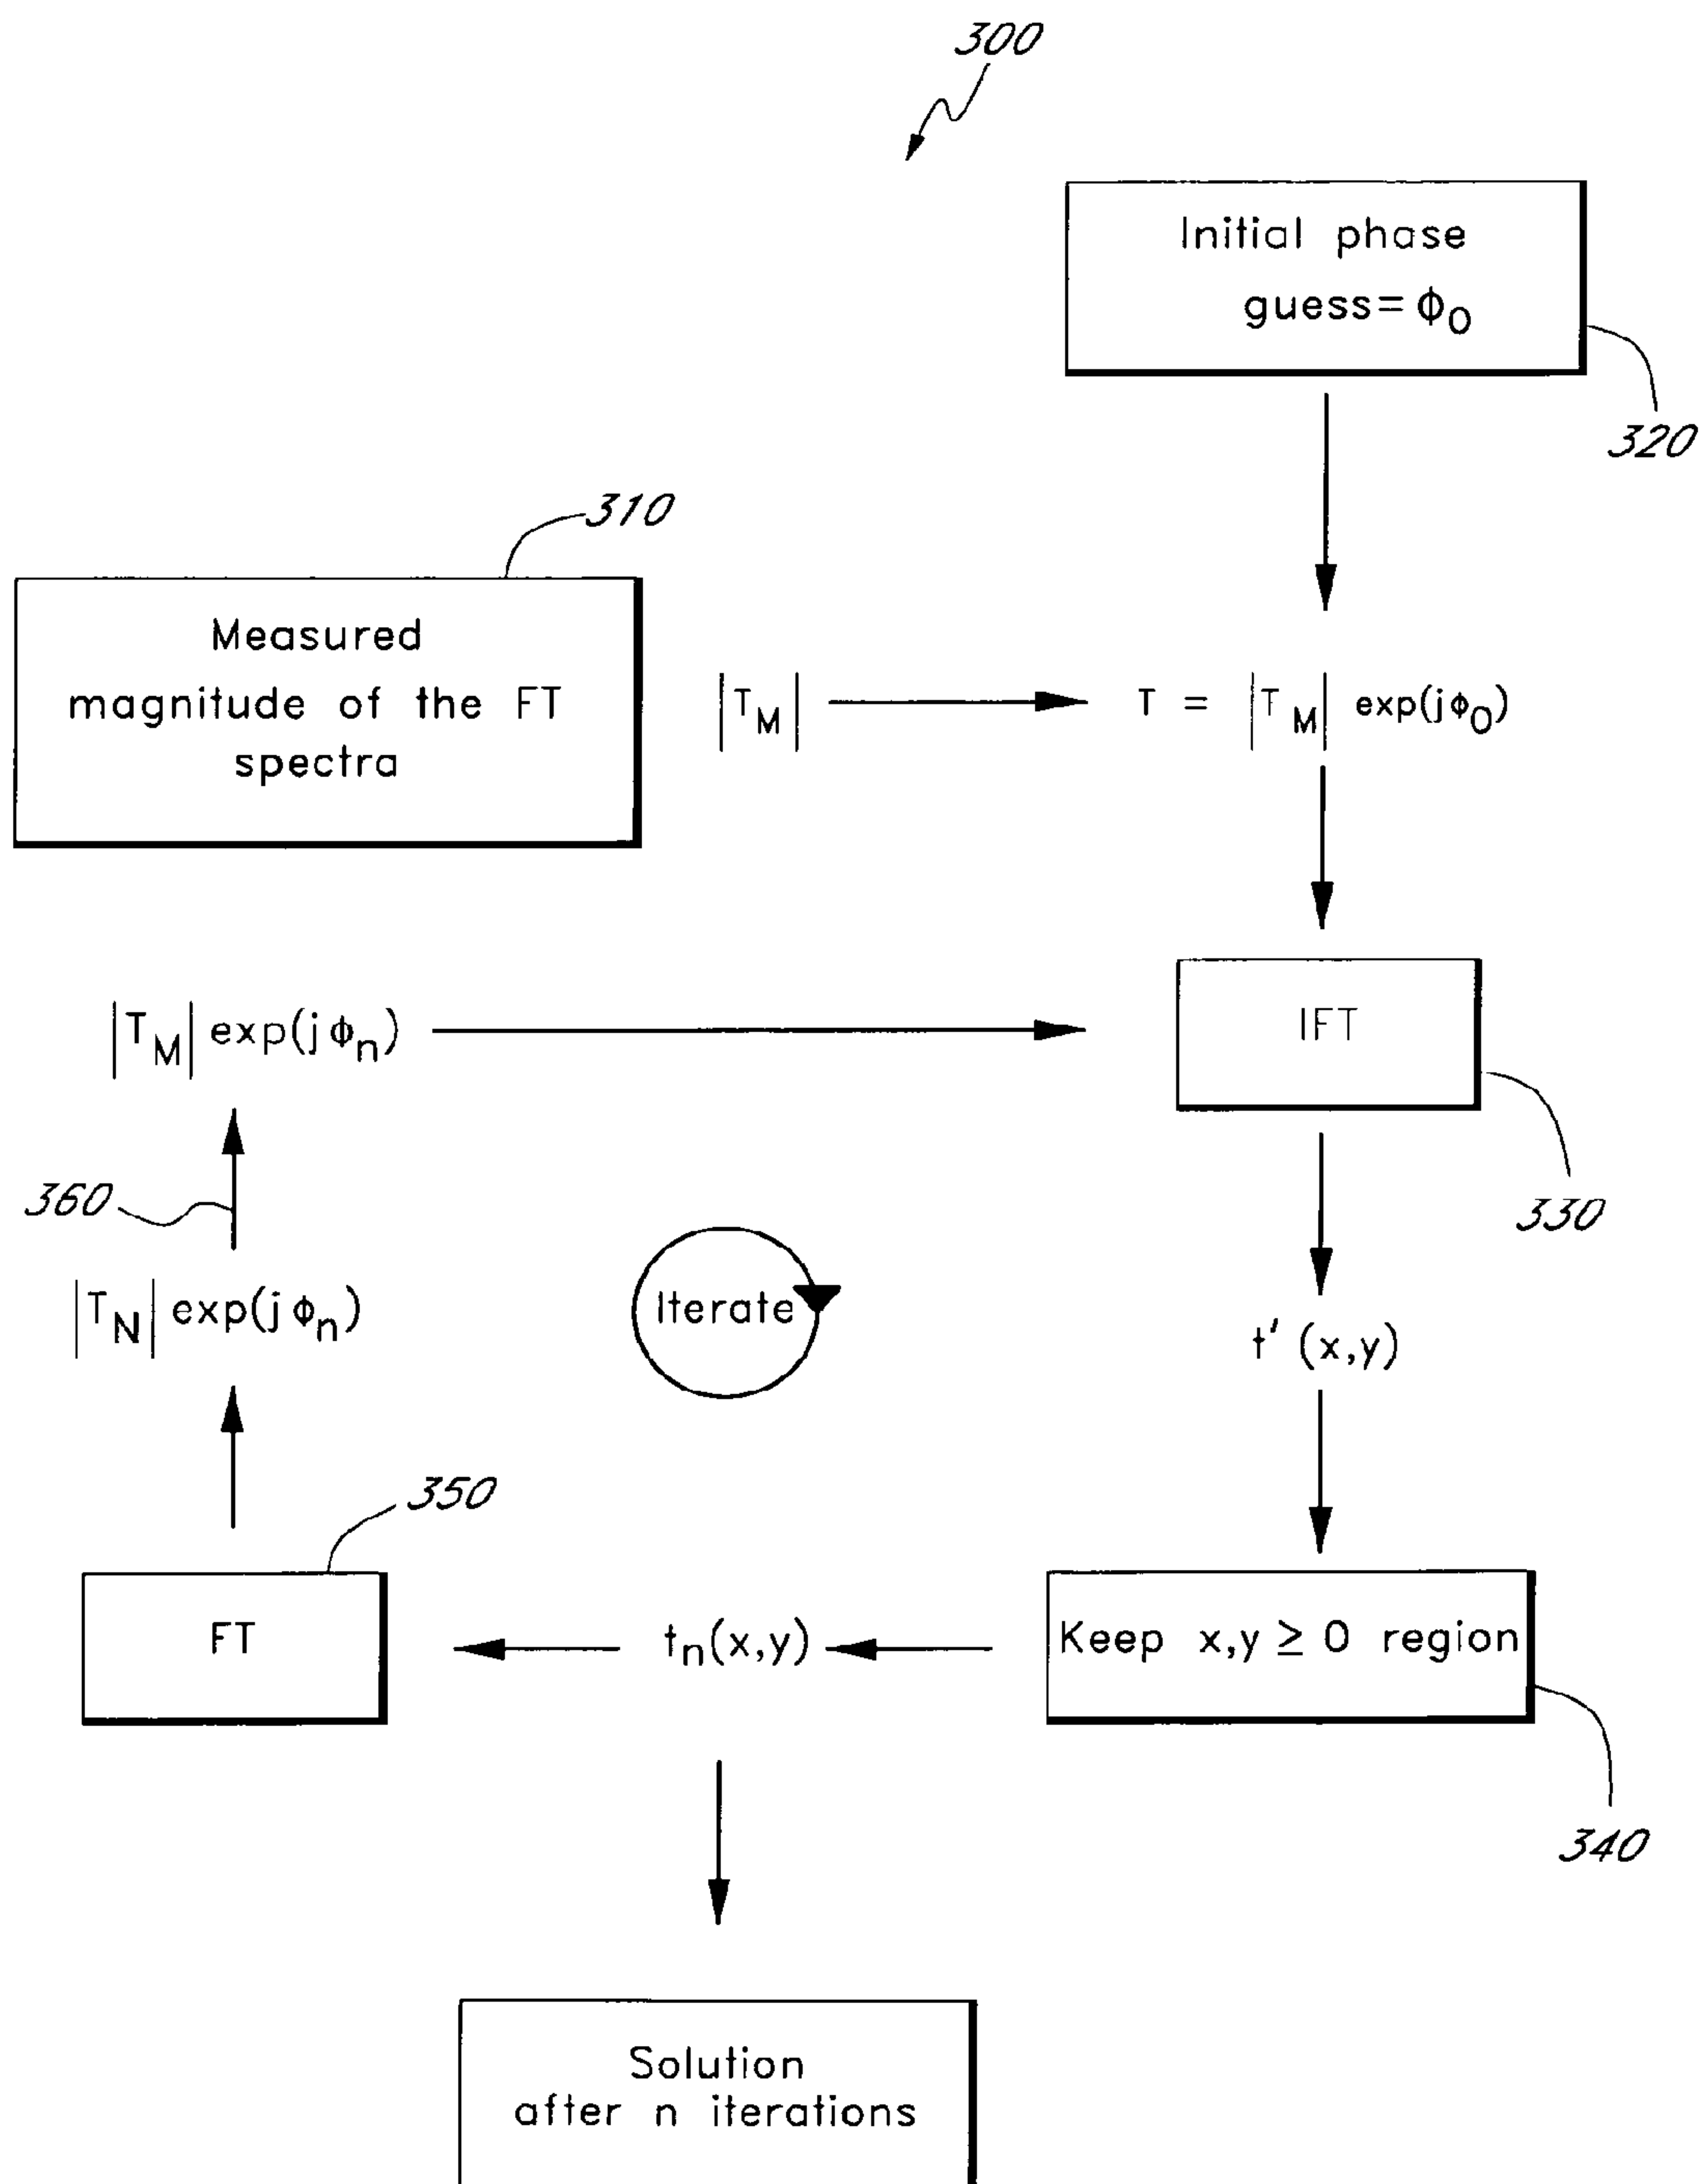 300
Initial phase
guess=ϕ0
320
310
Measured
magnitude of the FT
spectra
|TM|
T = |TM| exp(jϕ0)
|TM| exp(jϕn)
IFT
360
330
|TN| exp(jϕn)
Iterate
t' (x,y)
350
FT
tn(x,y)
Keep x,y ≥ 0 region
340
Solution
after n iterations